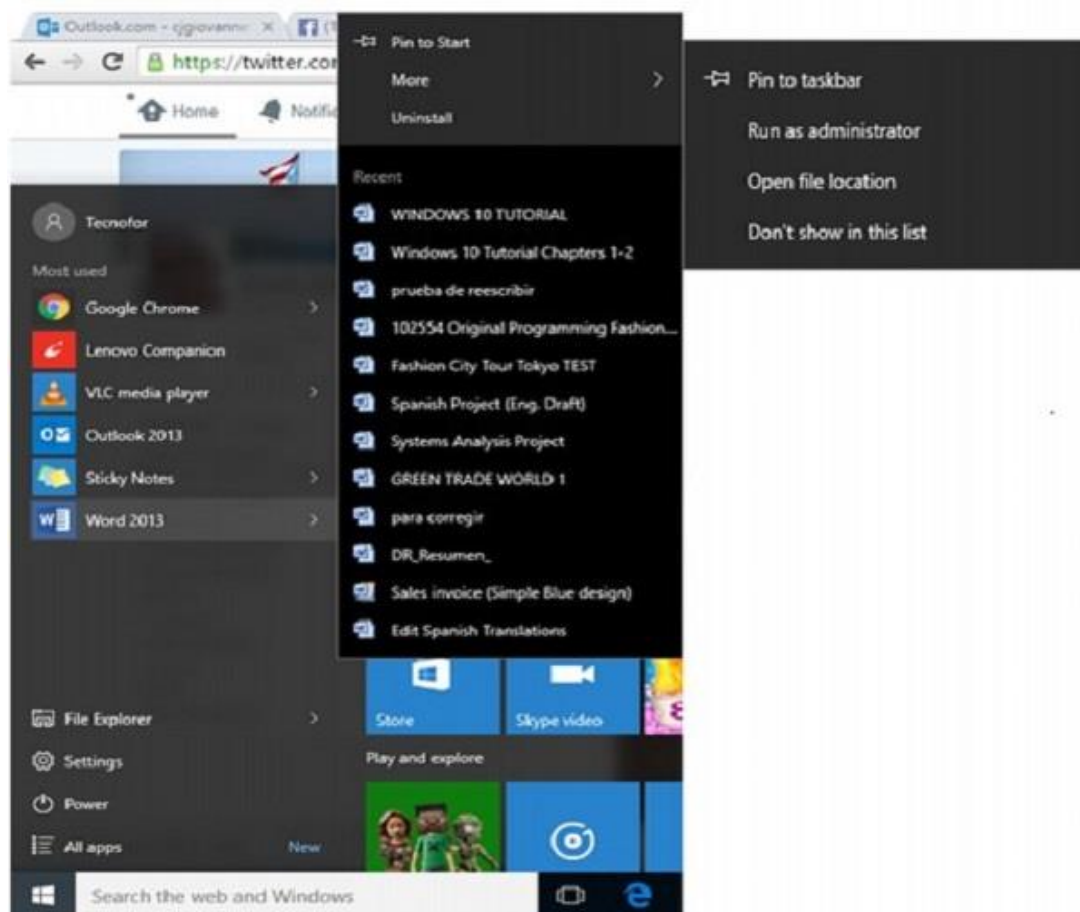 Outlook.com - cjgiovann
https://twitter.cor
Home
Notific
Tecnofor
Most used
Google Chrome
Lenovo Companion
VLC media player
Outlook 2013
Sticky Notes
Word 2013
File Explorer
Settings
Power
All apps
New
Search the web and Windows
Pin to Start
More
Uninstall
Recent
WINDOWS 10 TUTORIAL
Windows 10 Tutorial Chapters 1-2
prueba de reescribir
102554 Original Programming Fashion...
Fashion City Tour Tokyo TEST
Spanish Project (Eng. Draft)
Systems Analysis Project
GREEN TRADE WORLD 1
para corregir
DR_Resumen_
Sales invoice (Simple Blue design)
Edit Spanish Translations
Store
Skype video
Play and explore
Pin to taskbar
Run as administrator
Open file location
Don't show in this list